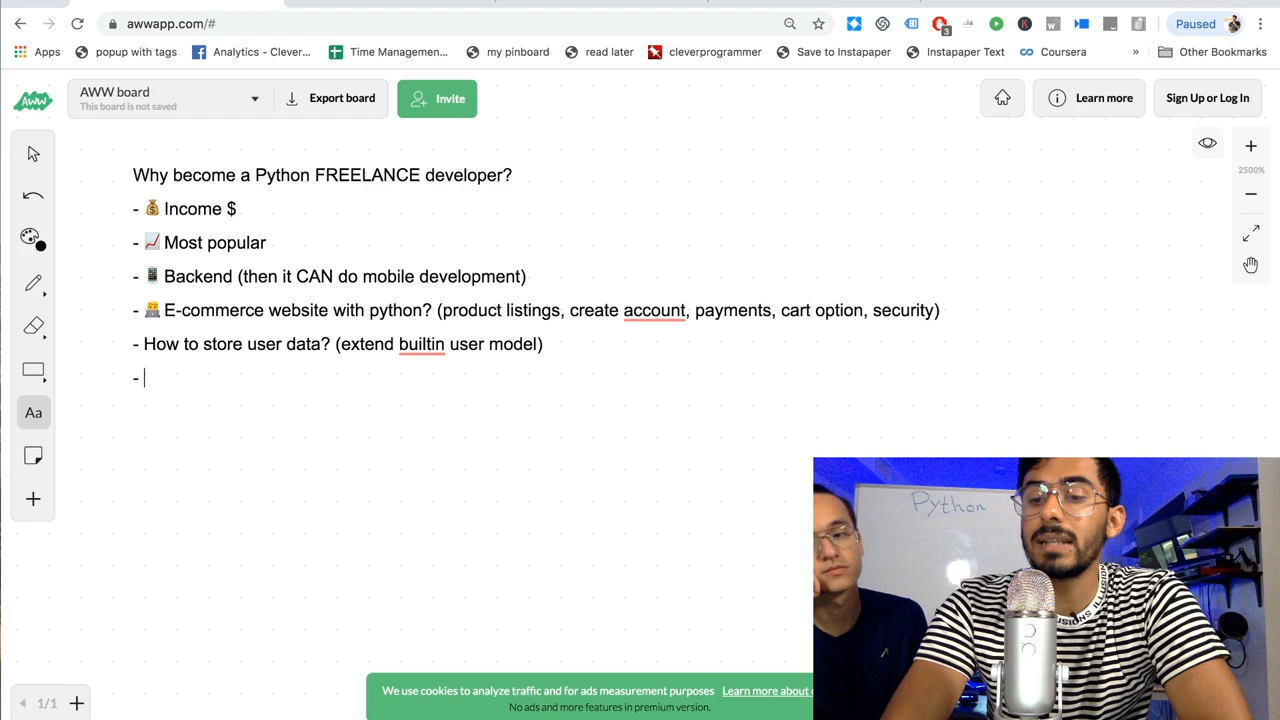 awwapp.com/#
3
Paused
Apps
popup with tags
Analytics - Clever...
Time Managemen...
my pinboard
read later
cleverprogrammer
Save to Instapaper
Instapaper Text
Coursera
»
Other Bookmarks
AWW
AWW board
This board is not saved
Export board
Invite
Learn more
Sign Up or Log In
2500%
Why become a Python FREELANCE developer?
- 💰 Income $
- 📈 Most popular
- 📱 Backend (then it CAN do mobile development)
- 👨‍💻 E-commerce website with python? (product listings, create account, payments, cart option, security)
- How to store user data? (extend builtin user model)
-
Aa
Python
ILLUSIONS
We use cookies to analyze traffic and for ads measurement purposes Learn more about
No ads and more features in premium version.
1/1